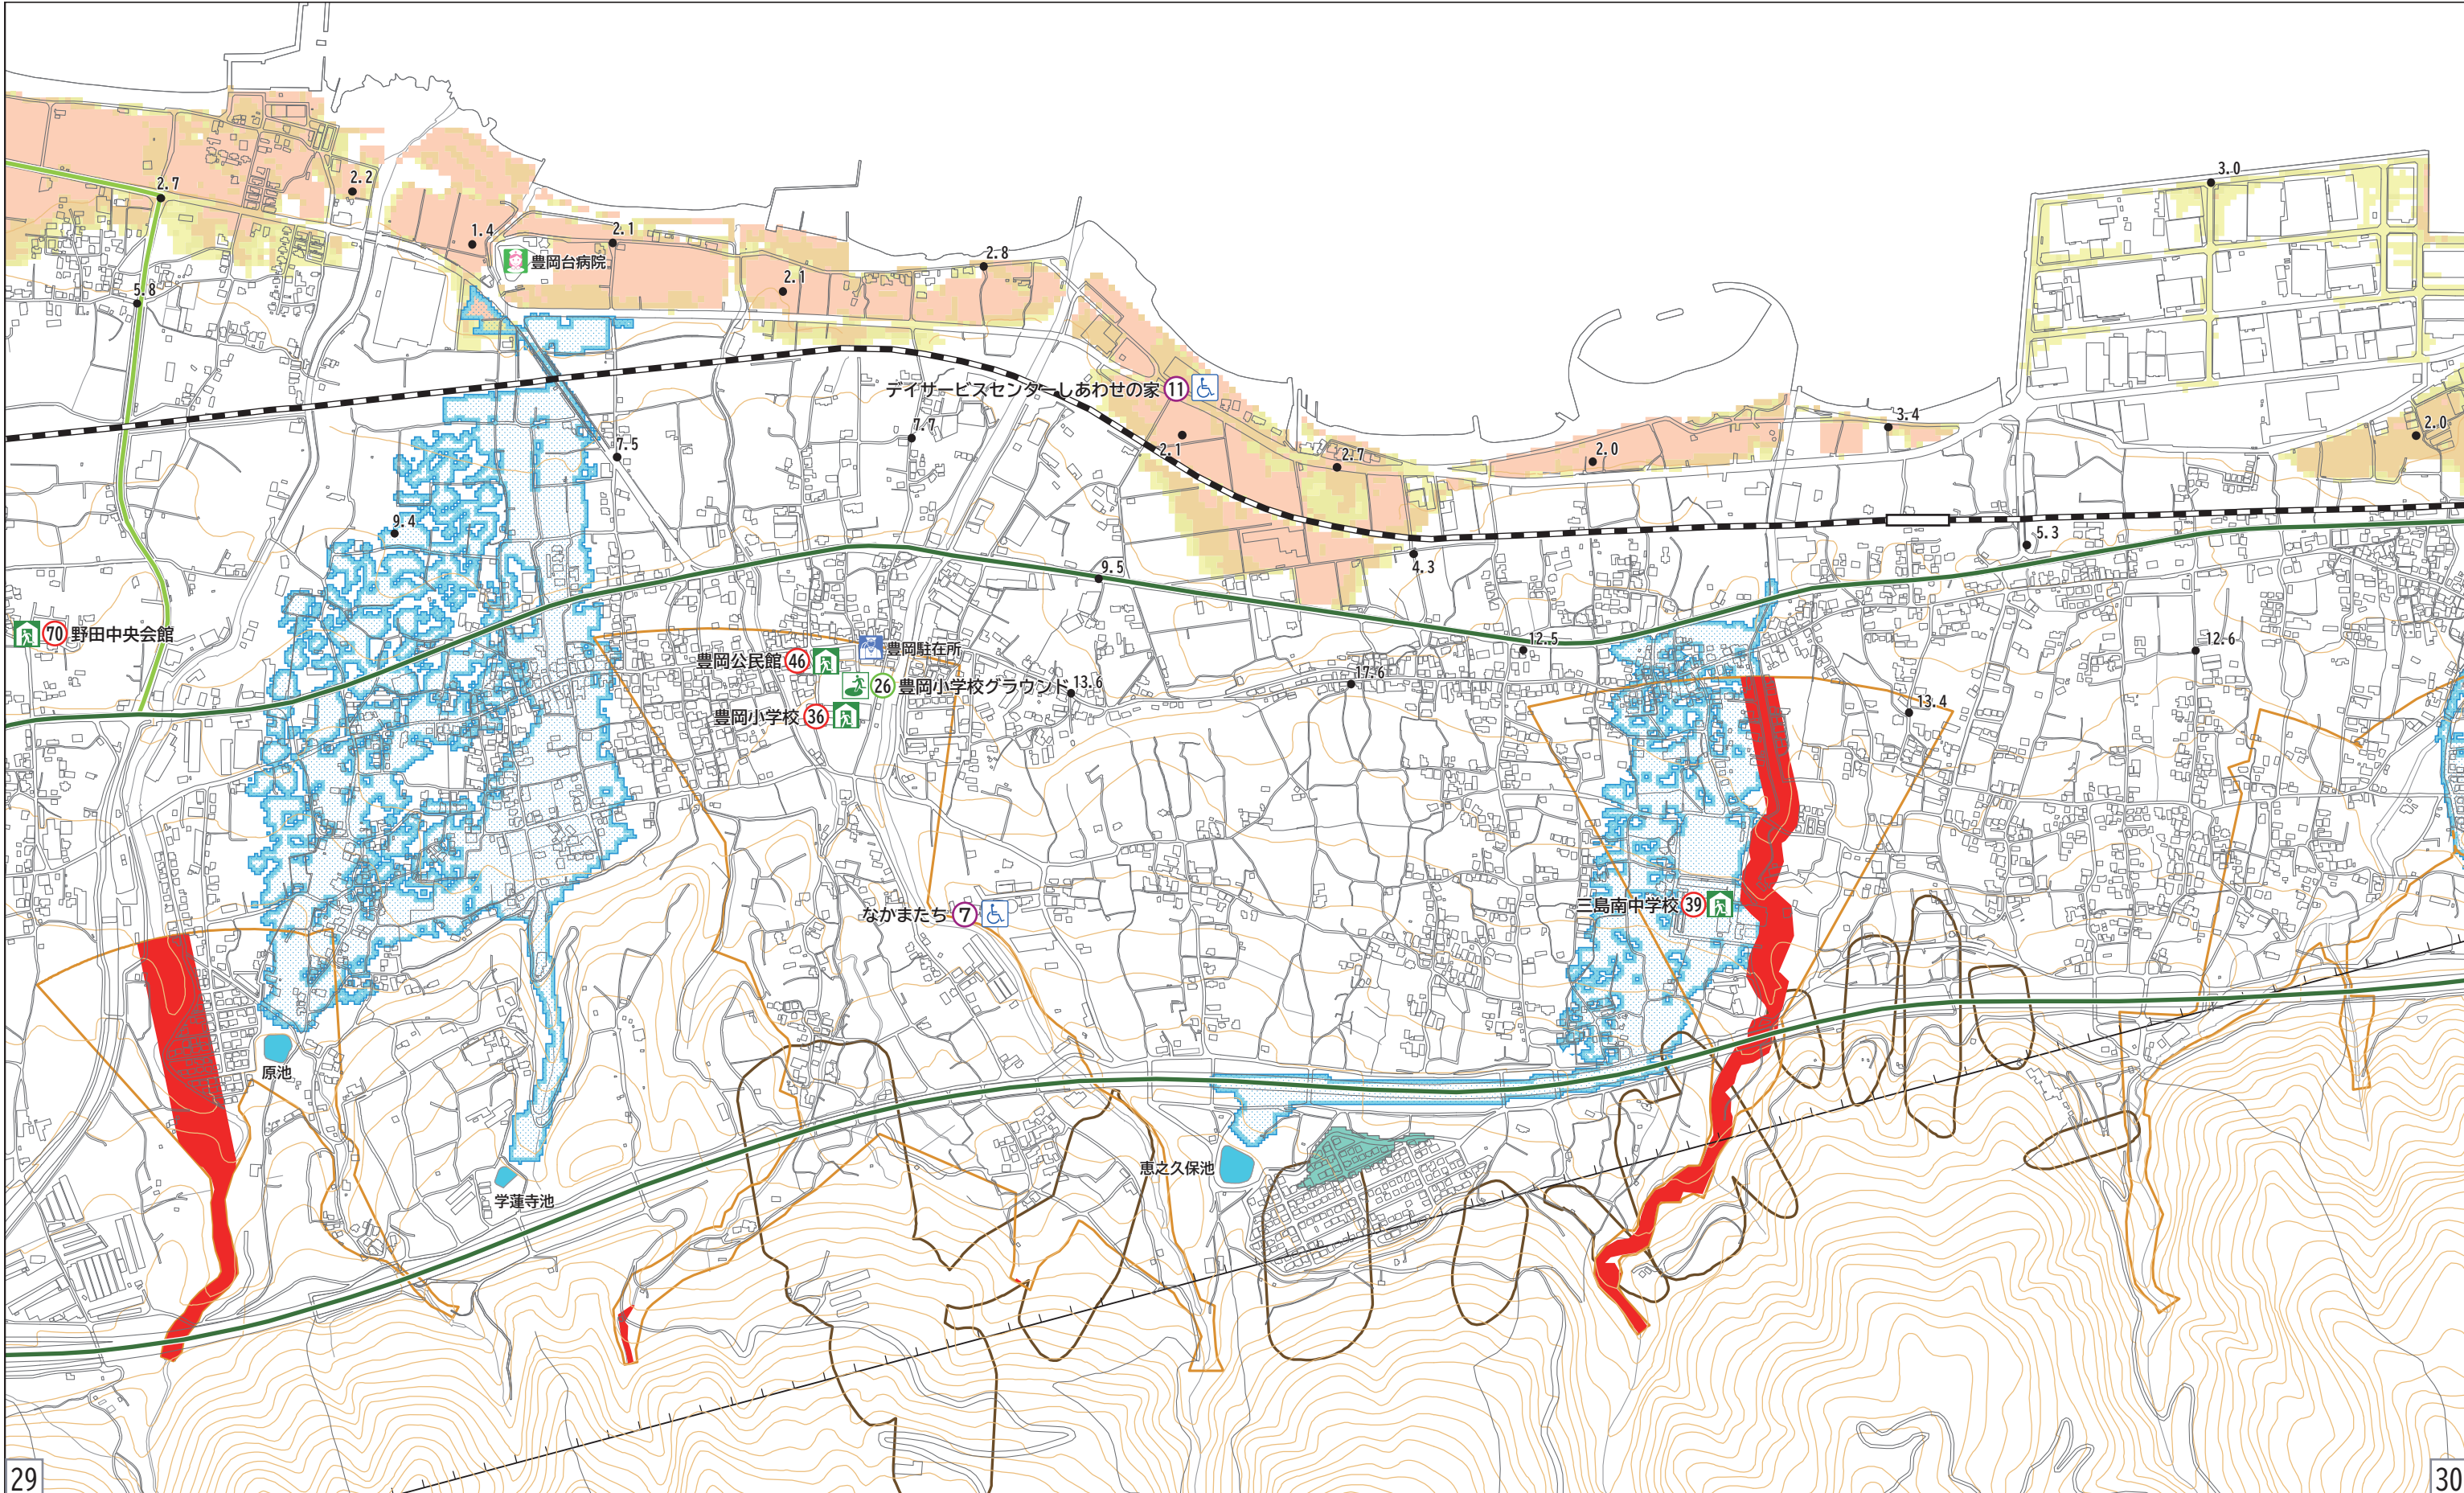 3.0
2.7
2.2
1.4
2.1
豊岡台病院
2.8
2.1
5.8
デイサービスセンターしあわせの家 11
3.4
2.0
7.7
7.5
2.1
2.7
2.0
9.4
5.3
4.3
9.5
70 野田中央会館
12.5
12.6
豊岡駐在所
豊岡公民館 46
17.6
26 豊岡小学校グラウンド 13.6
13.4
豊岡小学校 36
三島南中学校 39
なかまたち 7
原池
恵之久保池
学蓮寺池
29
30